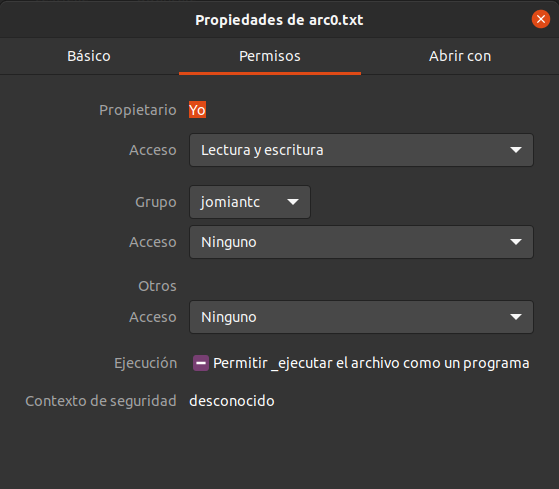 Propiedades de arc0.txt
Básico Permisos Abrir con
Propietario Yo
Acceso Lectura y escritura
Grupo jomiantc
Acceso Ninguno
Otros
Acceso Ninguno
Ejecución Permitir _ejecutar el archivo como un programa
Contexto de seguridad desconocido